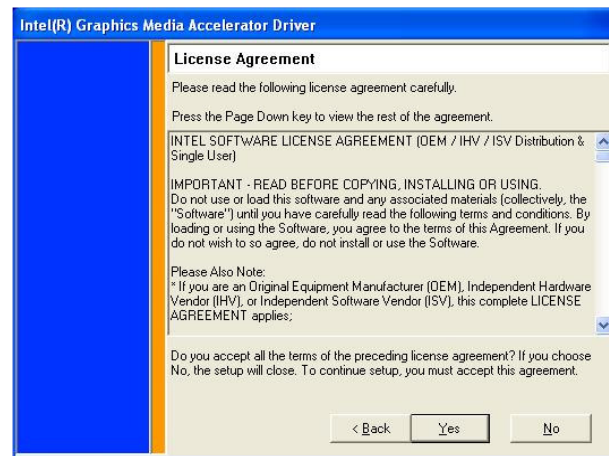 Intel(R) Graphics Media Accelerator Driver
License Agreement
Please read the following license agreement carefully.
Press the Page Down key to view the rest of the agreement.
INTEL SOFTWARE LICENSE AGREEMENT (OEM / IHV / ISV Distribution &
Single User)
IMPORTANT - READ BEFORE COPYING, INSTALLING OR USING.
Do not use or load this software and any associated materials (collectively, the
"Software") until you have carefully read the following terms and conditions. By
loading or using the Software, you agree to the terms of this Agreement. If you
do not wish to so agree, do not install or use the Software.
Please Also Note:
* If you are an Original Equipment Manufacturer (OEM), Independent Hardware
Vendor (IHV), or Independent Software Vendor (ISV), this complete LICENSE
AGREEMENT applies;
Do you accept all the terms of the preceding license agreement? If you choose
No, the setup will close. To continue setup, you must accept this agreement.
< Back Yes No